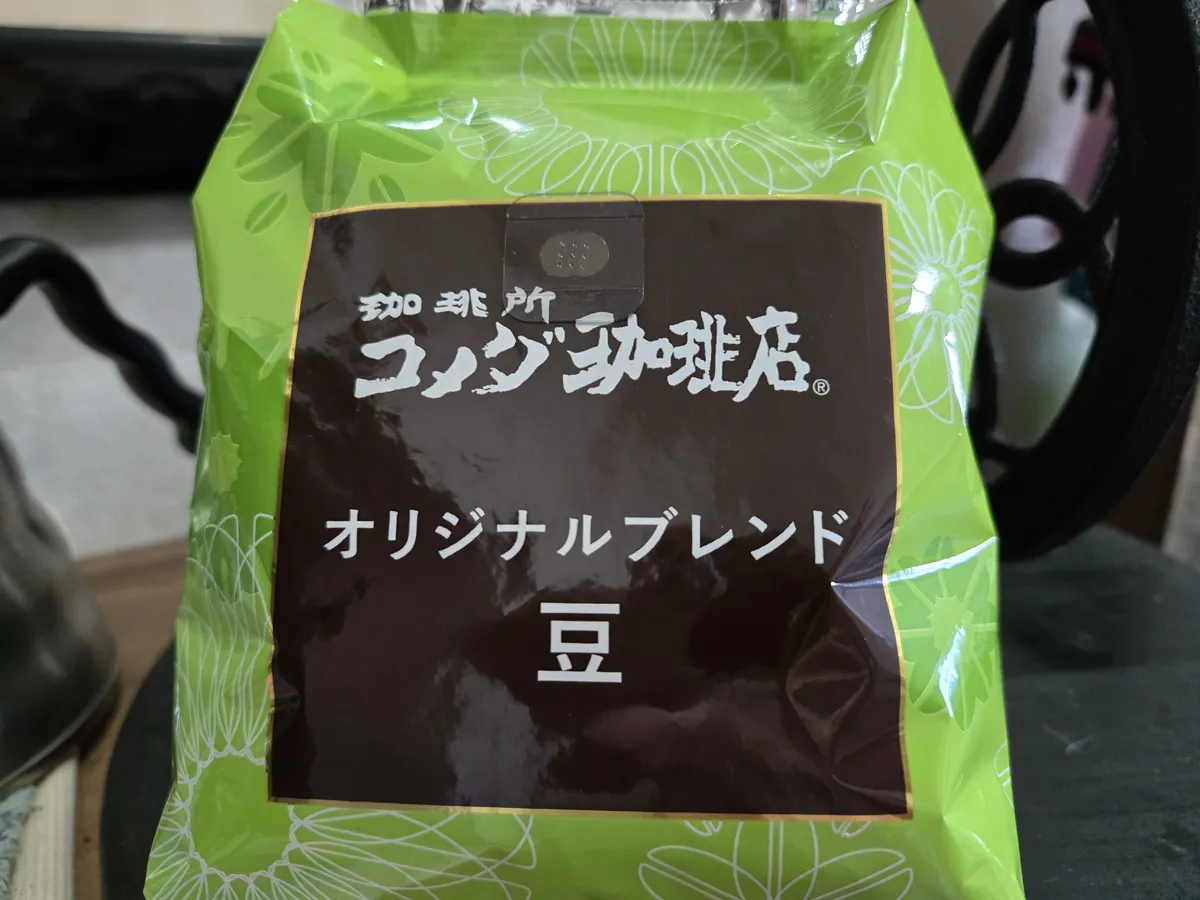 珈琲所
コメダ珈琲店®
オリジナルブレンド
豆